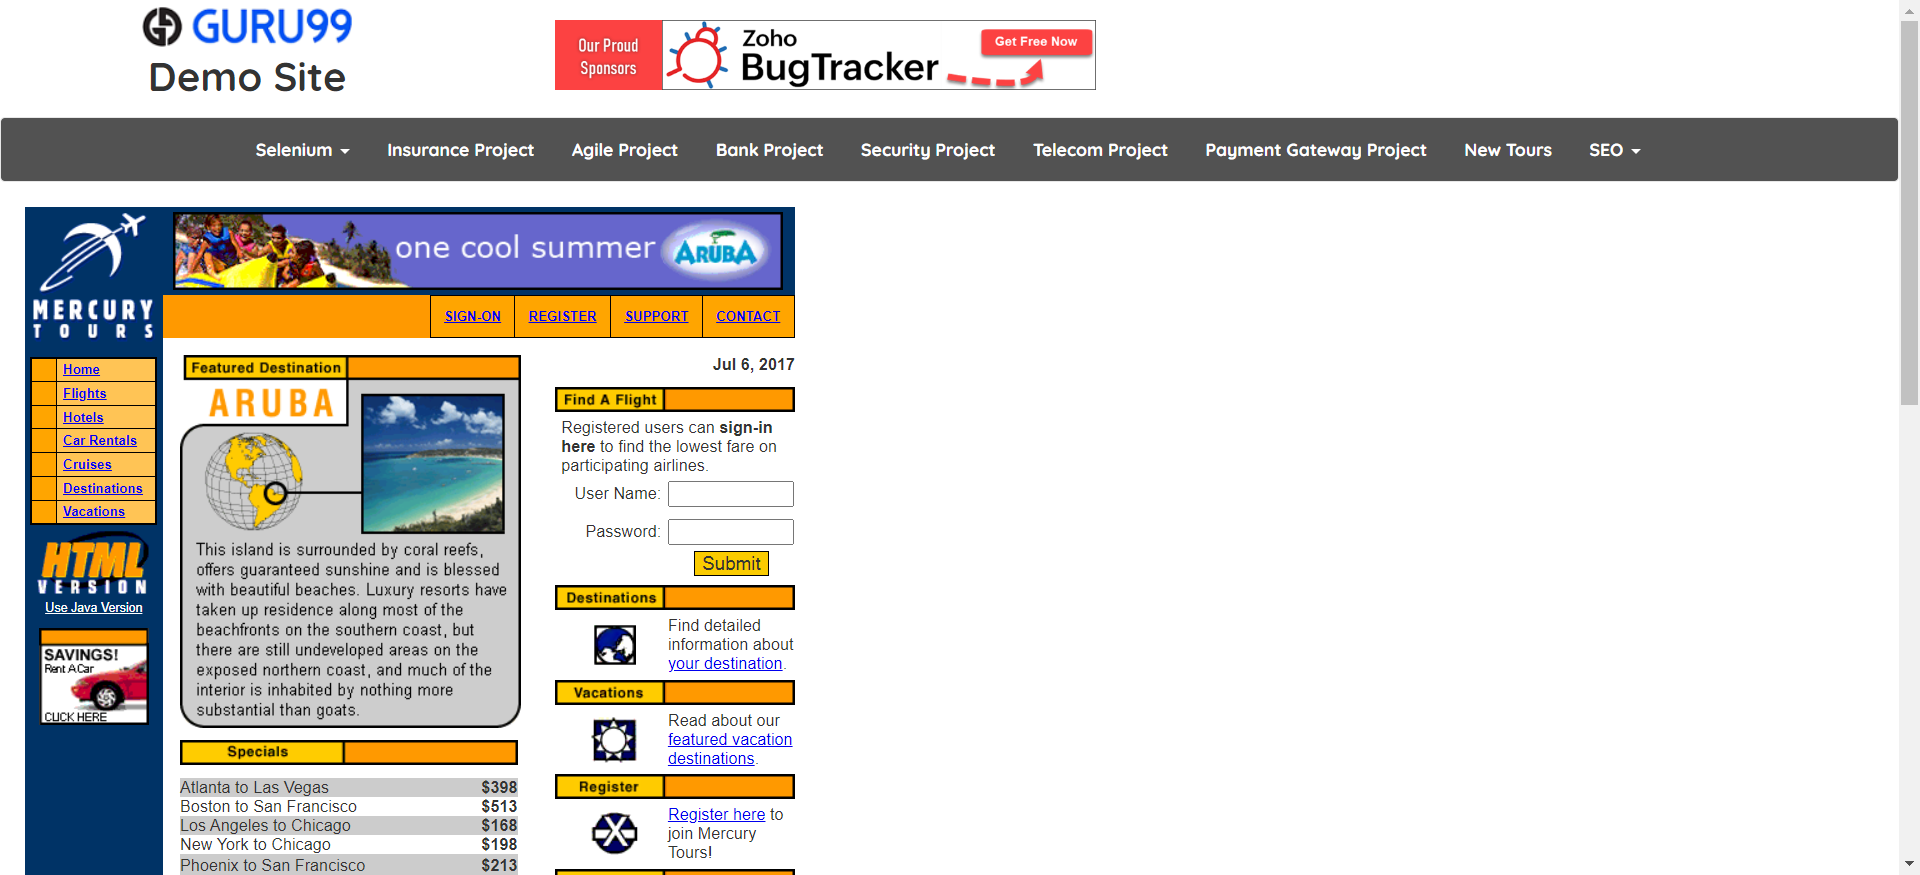 GURU99
Demo Site
Our Proud
Sponsors
Zoho
BugTracker
Get Free Now
Selenium
Insurance Project
Agile Project
Bank Project
Security Project
Telecom Project
Payment Gateway Project
New Tours
SEO
MERCURY
TOURS
one cool summer
ARUBA
SIGN-ON
REGISTER
SUPPORT
CONTACT
Home
Flights
Hotels
Car Rentals
Cruises
Destinations
Vacations
HTML
VERSION
Use Java Version
SAVINGS!
Rent A Car
CLICK HERE
Featured Destination
ARUBA
This island is surrounded by coral reefs,
offers guaranteed sunshine and is blessed
with beautiful beaches. Luxury resorts have
taken up residence along most of the
beachfronts on the southern coast, but
there are still undeveloped areas on the
exposed northern coast, and much of the
interior is inhabited by nothing more
substantial than goats.
Specials
Atlanta to Las Vegas $398
Boston to San Francisco $513
Los Angeles to Chicago $168
New York to Chicago $198
Phoenix to San Francisco $213
Jul 6, 2017
Find A Flight
Registered users can sign-in
here to find the lowest fare on
participating airlines.
User Name:
Password:
Submit
Destinations
Find detailed
information about
your destination.
Vacations
Read about our
featured vacation
destinations.
Register
Register here to
join Mercury
Tours!